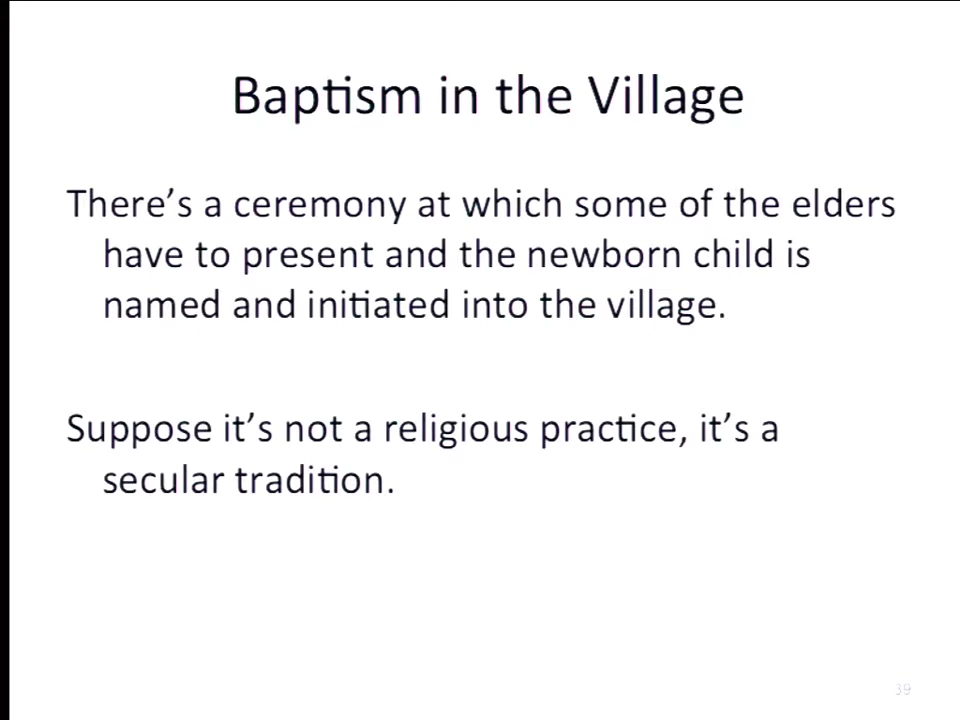 Baptism in the Village
There’s a ceremony at which some of the elders
have to present and the newborn child is
named and initiated into the village.
Suppose it’s not a religious practice, it’s a
secular tradition.
39